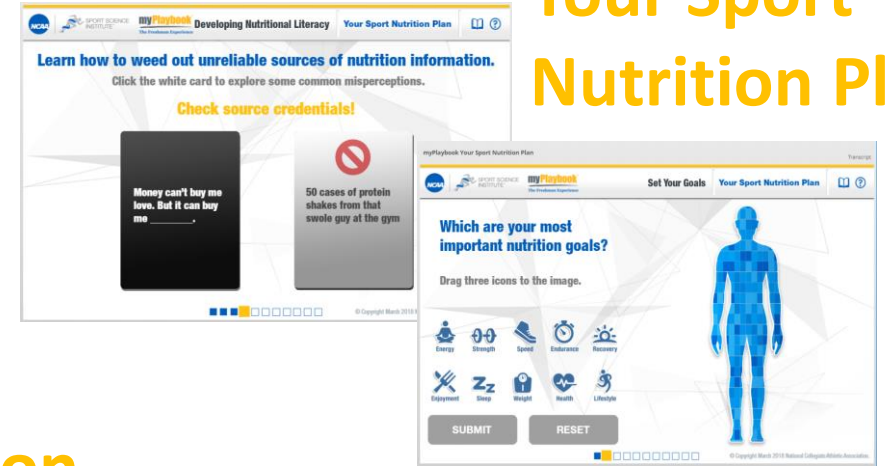 Your Sport
Nutrition Pl
NCAA SPORT SCIENCE INSTITUTE™ myPlaybook The Freshman Experience Developing Nutritional Literacy Your Sport Nutrition Plan
Learn how to weed out unreliable sources of nutrition information.
Click the white card to explore some common misperceptions.
Check source credentials!
Money can't buy me
love. But it can buy
me ______.
50 cases of protein
shakes from that
swole guy at the gym
© Copyright March 2018
myPlaybook Your Sport Nutrition Plan Transcript
NCAA SPORT SCIENCE INSTITUTE myPlaybook The Freshman Experience Set Your Goals Your Sport Nutrition Plan
Which are your most
important nutrition goals?
Drag three icons to the image.
Energy Strength Speed Endurance Recovery
Enjoyment Sleep Weight Health Lifestyle
SUBMIT RESET
© Copyright March 2018 National Collegiate Athletic Association.
on